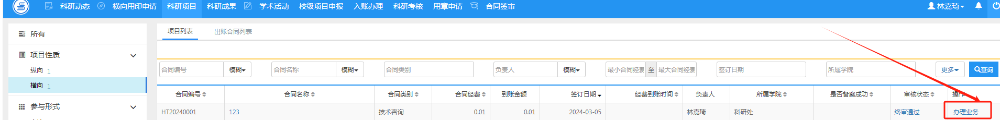 科研动态 横向用印申请 科研项目 科研成果 学术活动 校级项目申报 入账办理 科研考核 用章申请 合同签审 林嘉琦
所有
项目性质
纵向 1
横向 1
参与形式
项目列表 出账合同列表
合同编号 模糊 合同名称 模糊 合同类别 负责人 模糊 最小合同经费 至 最大合同经费 签订日期 所属学院 更多 查询
合同编号 合同名称 合同类别 合同经费 到账金额 签订日期 经费到账时间 负责人 所属学院 是否备案成功 审核状态 操作
HT20240001 123 技术咨询 0.01 0.01 2024-03-05 林嘉琦 科研处 终审通过 办理业务